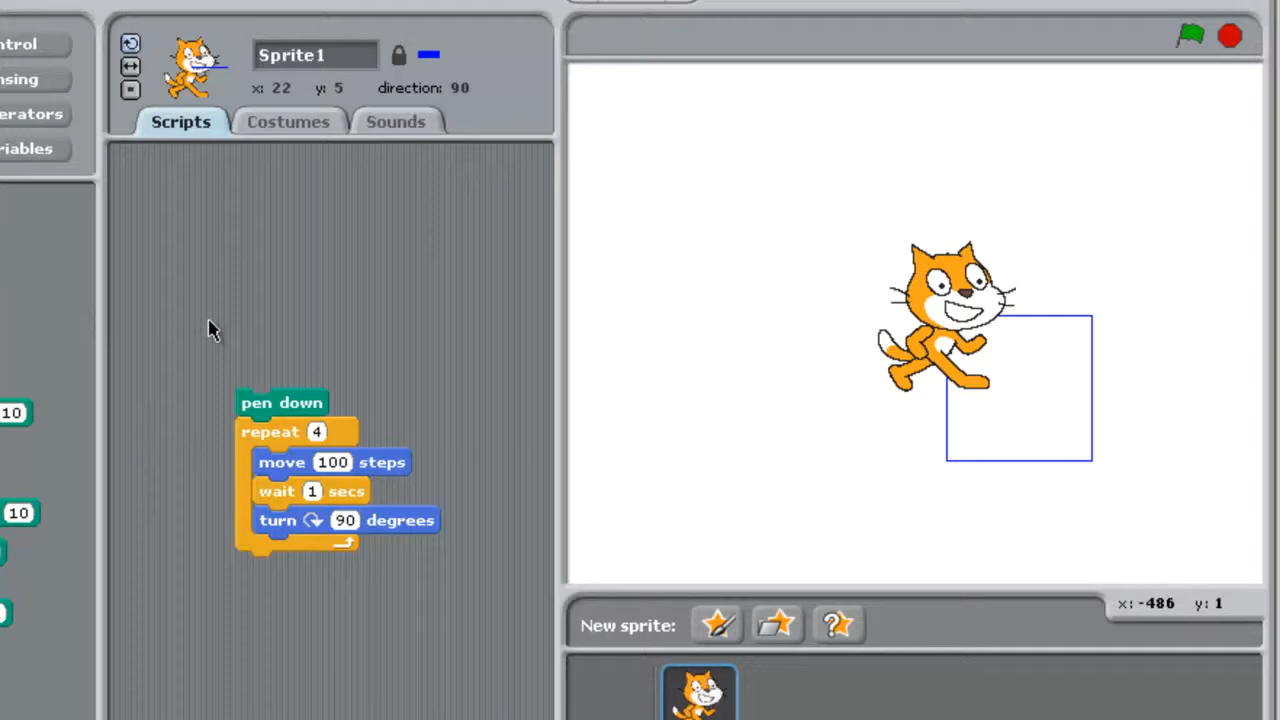 ntrol
nsing
erators
riables
10
10
Sprite1
x: 22 y: 5 direction: 90
Scripts Costumes Sounds
pen down
repeat 4
move 100 steps
wait 1 secs
turn 90 degrees
x: -486 y: 1
New sprite: